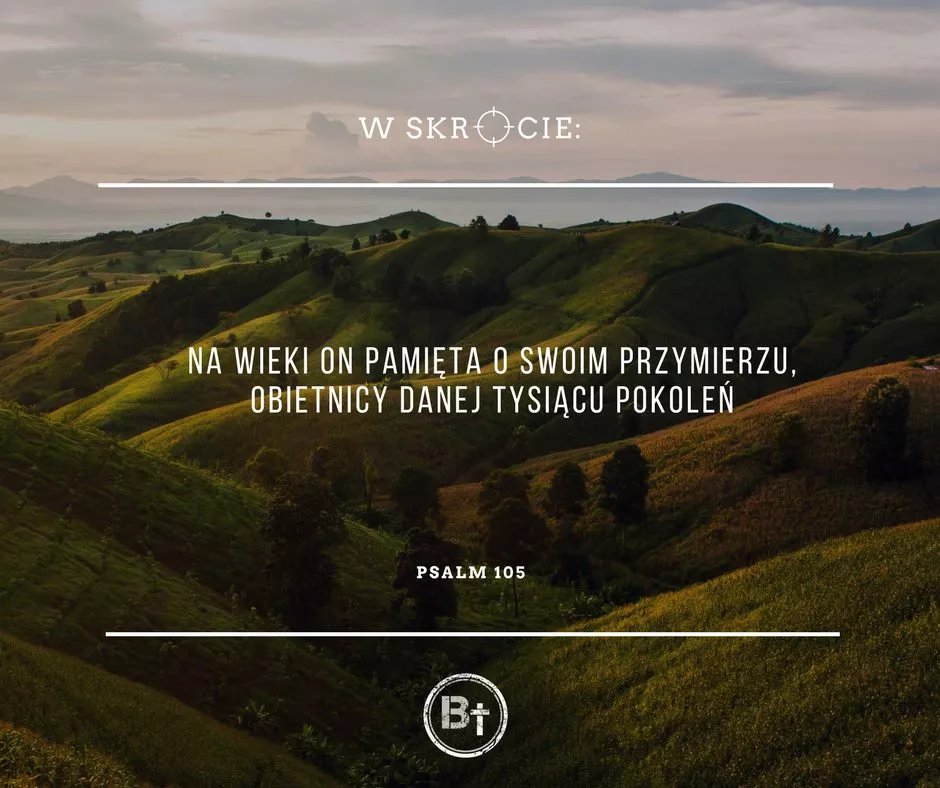 W SKRÓCIE:
NA WIEKI ON PAMIĘTA O SWOIM PRZYMIERZU,
OBIETNICY DANEJ TYSIĄCU POKOLEŃ
PSALM 105
B†